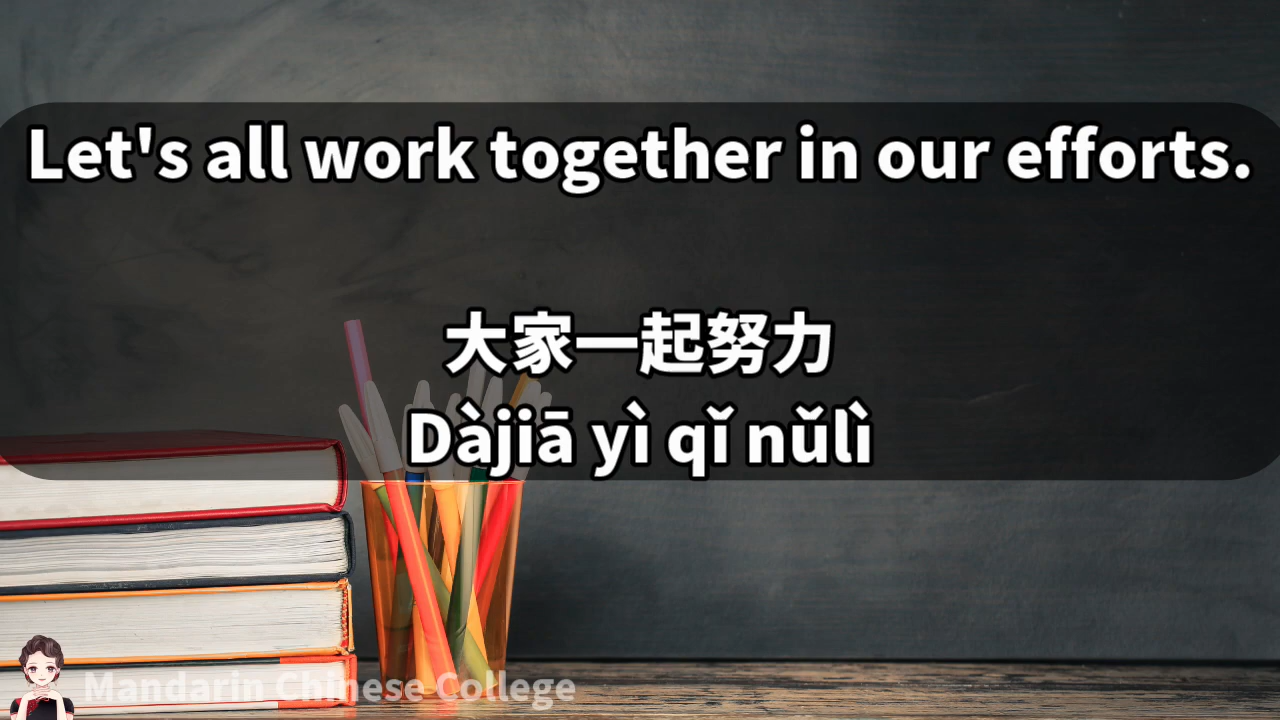 Let's all work together in our efforts.
大家一起努力
Dàjiā yì qǐ nǔlì
Mandarin Chinese College